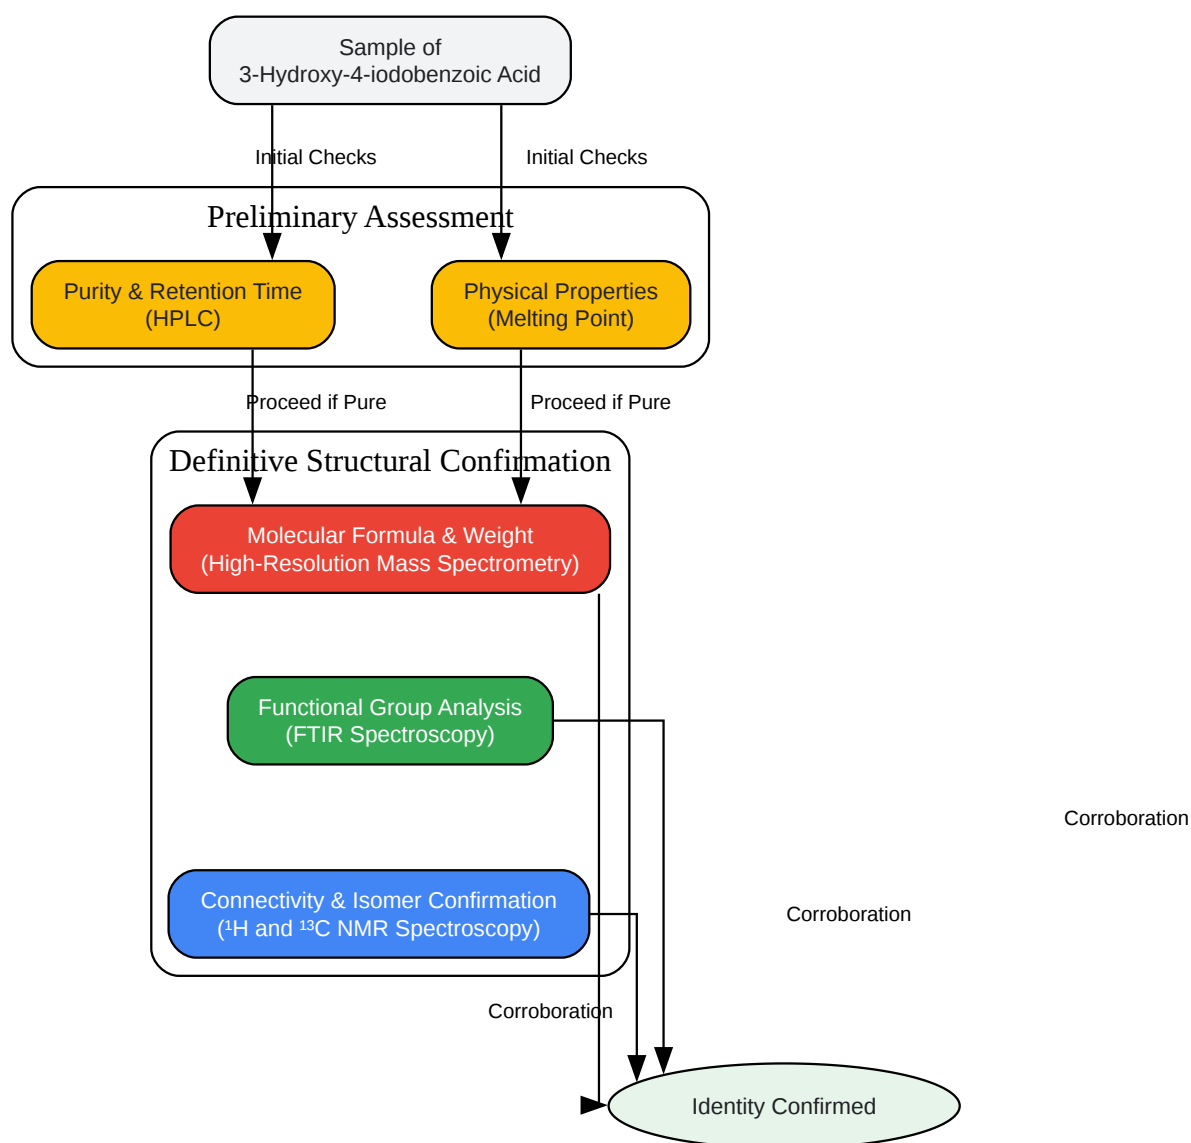 Sample of
3-Hydroxy-4-iodobenzoic Acid
Initial Checks
Initial Checks
Preliminary Assessment
Purity & Retention Time
(HPLC)
Physical Properties
(Melting Point)
Proceed if Pure
Proceed if Pure
Definitive Structural Confirmation
Molecular Formula & Weight
(High-Resolution Mass Spectrometry)
Functional Group Analysis
(FTIR Spectroscopy)
Corroboration
Connectivity & Isomer Confirmation
(¹H and ¹³C NMR Spectroscopy)
Corroboration
Corroboration
Identity Confirmed